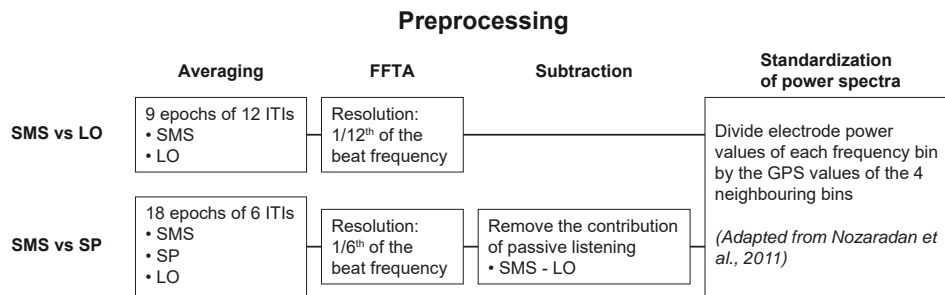 Preprocessing
Averaging
FFTA
Subtraction
Standardization
of power spectra
SMS vs LO
9 epochs of 12 ITIs
• SMS
• LO
Resolution:
1/12th of the
beat frequency
SMS vs SP
18 epochs of 6 ITIs
• SMS
• SP
• LO
Resolution:
1/6th of the
beat frequency
Remove the contribution
of passive listening
• SMS - LO
Divide electrode power
values of each frequency bin
by the GPS values of the 4
neighbouring bins
(Adapted from Nozaradan et
al., 2011)